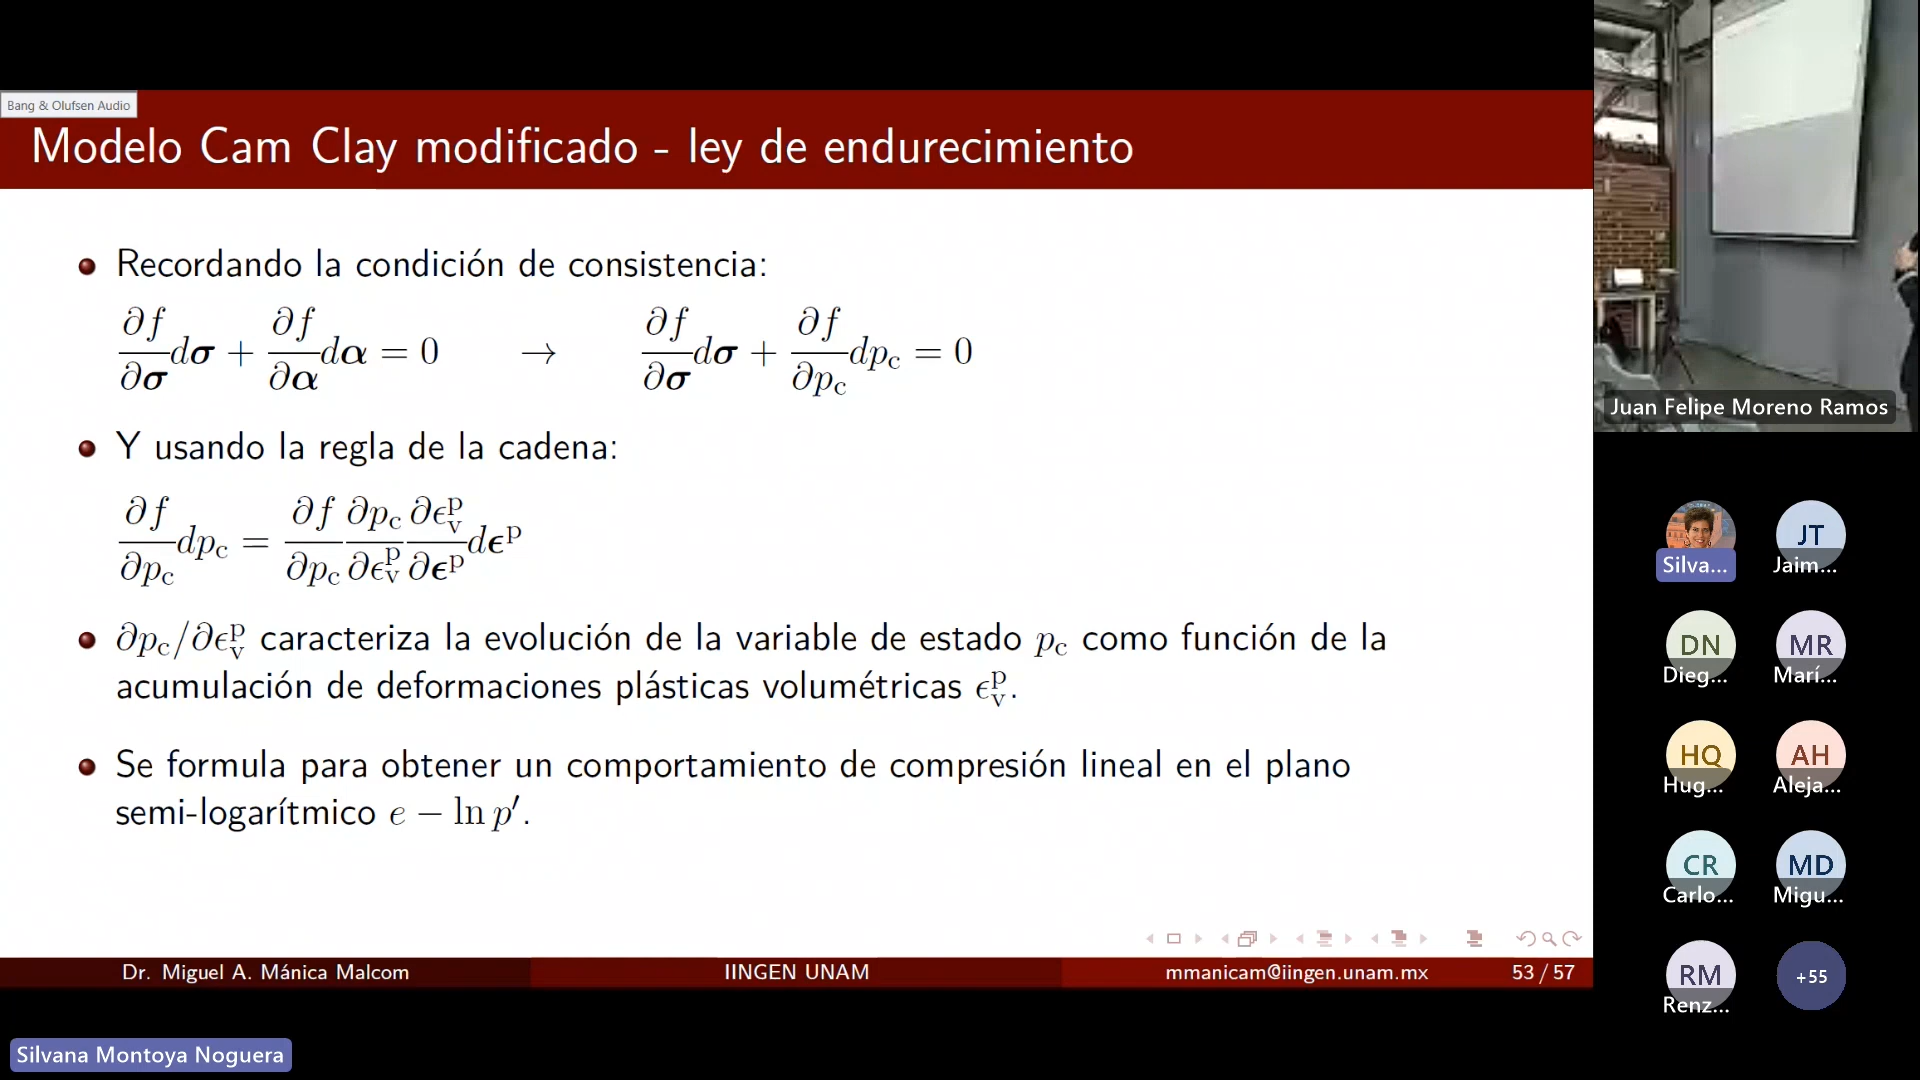 Bang & Olufsen Audio
Modelo Cam Clay modificado - ley de endurecimiento
Recordando la condición de consistencia:
∂f/∂σ dσ + ∂f/∂α dα = 0 → ∂f/∂σ dσ + ∂f/∂p_c dp_c = 0
Y usando la regla de la cadena:
∂f/∂p_c dp_c = ∂f/∂p_c ∂p_c/∂ϵ_v^p ∂ϵ_v^p/∂ϵ^p dϵ^p
∂p_c/∂ϵ_v^p caracteriza la evolución de la variable de estado p_c como función de la
acumulación de deformaciones plásticas volumétricas ϵ_v^p.
Se formula para obtener un comportamiento de compresión lineal en el plano
semi-logarítmico e − ln p′.
Dr. Miguel A. Mánica Malcom
IINGEN UNAM
mmanicam@iingen.unam.mx
53 / 57
Silvana Montoya Noguera
Juan Felipe Moreno Ramos
Silva...
JT
Jaim...
DN
Dieg...
MR
Marí...
HQ
Hug...
AH
Aleja...
CR
Carlo...
MD
Migu...
RM
Renz...
+55